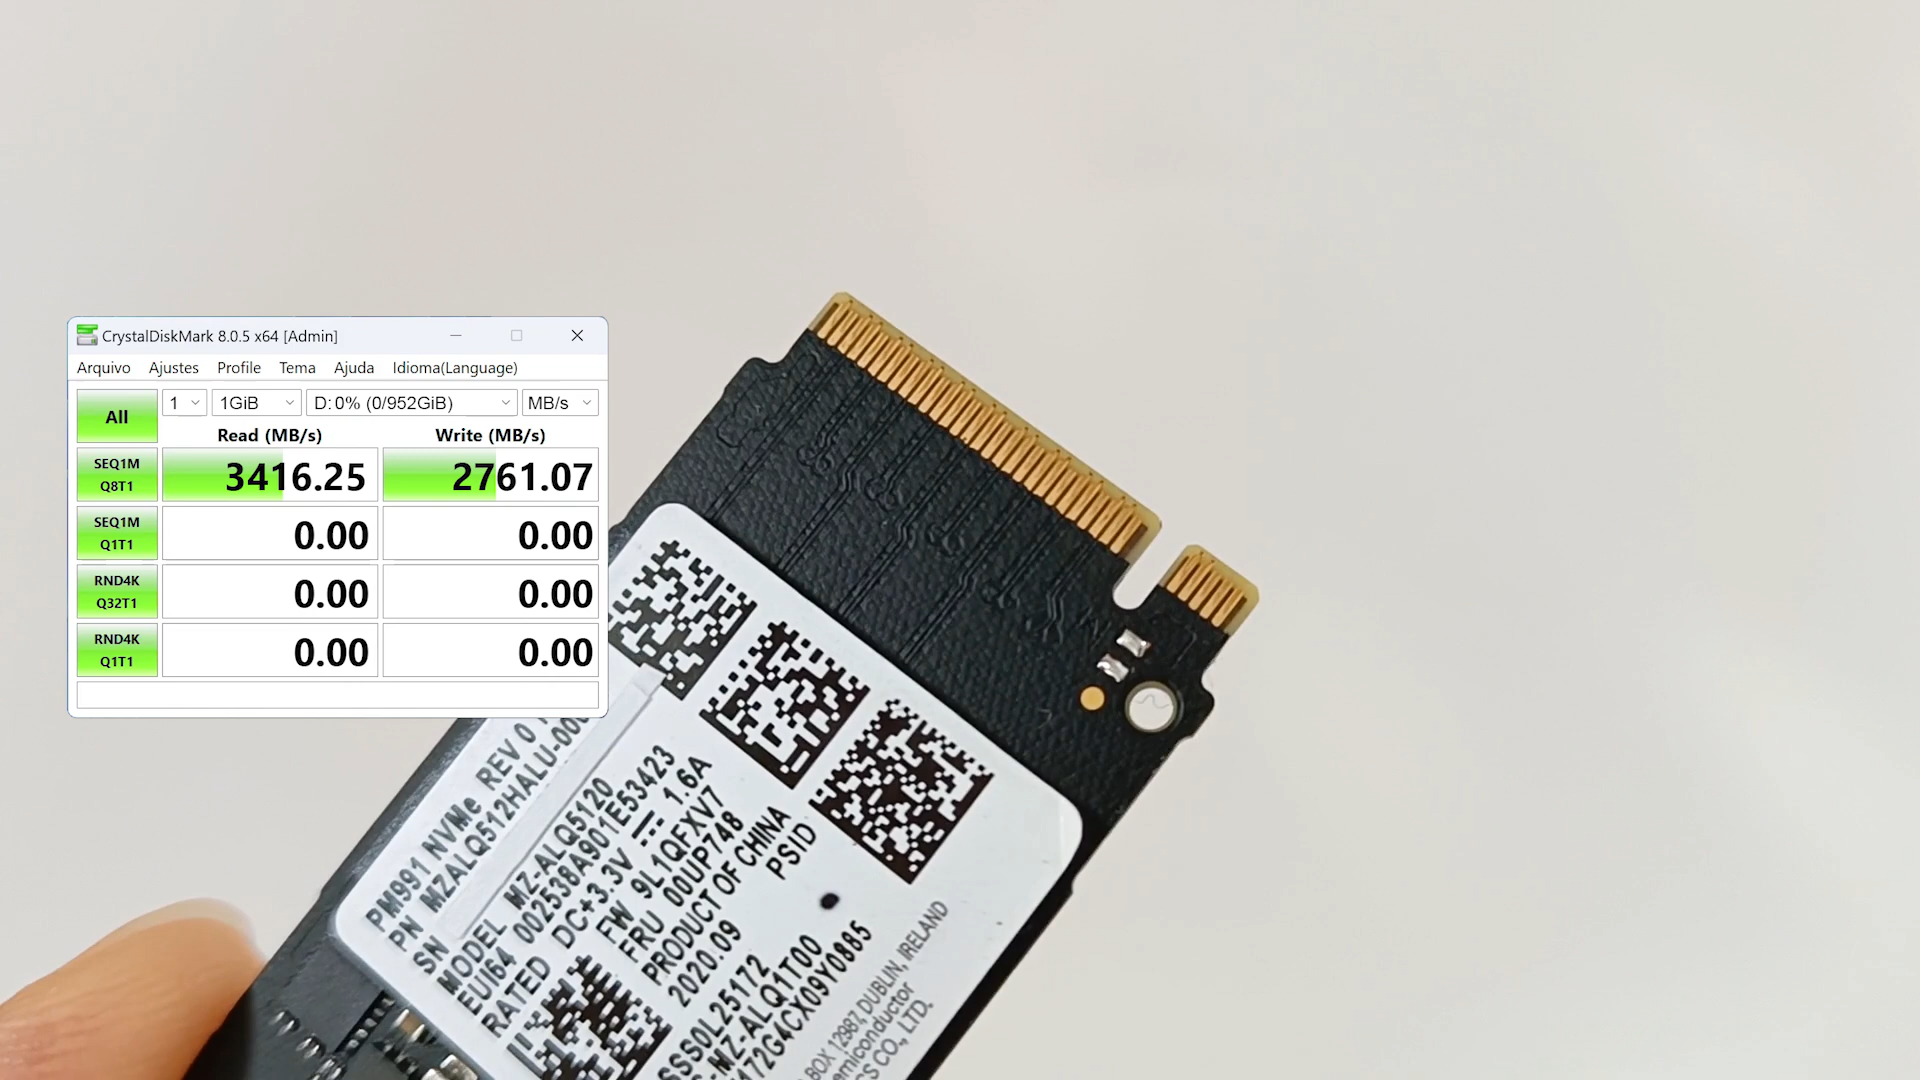 CrystalDiskMark 8.0.5 x64 [Admin]
Arquivo Ajustes Profile Tema Ajuda Idioma(Language)
All 1 1GiB D: 0% (0/952GiB) MB/s
Read (MB/s) Write (MB/s)
SEQ1M Q8T1 3416.25 2761.07
SEQ1M Q1T1 0.00 0.00
RND4K Q32T1 0.00 0.00
RND4K Q1T1 0.00 0.00
PM991 NVMe REV 0
PN MZALQ512HALU-000
SN
MODEL MZ-ALQ5120
EUI64 002538A901E53423
RATED DC+3.3V 1.6A
FW 9L1QFXV7
FRU 00UP748
PRODUCT OF CHINA
2020.09
PSID
SSS0L25172
-MZ-ALQ1T00
172G4CX09Y0885
BOX 12987, DUBLIN, IRELAND
emiconductor
CS CO., LTD.